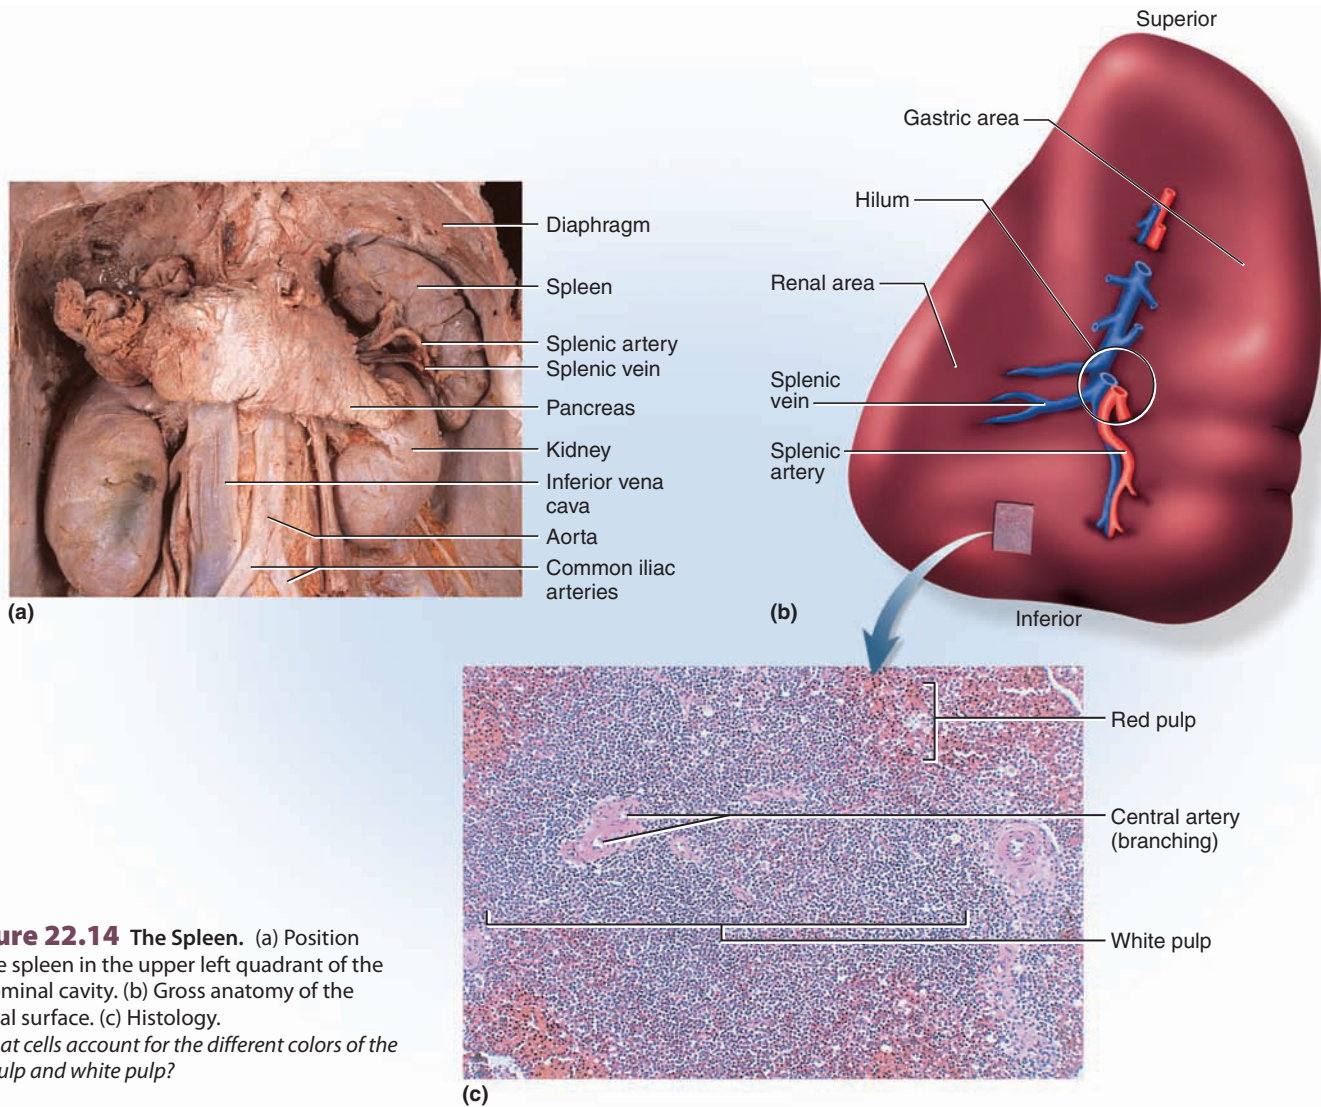 Superior
Gastric area
Hilum
Renal area
Splenic
vein
Splenic
artery
Inferior
(b)
Diaphragm
Spleen
Splenic artery
Splenic vein
Pancreas
Kidney
Inferior vena
cava
Aorta
Common iliac
arteries
(a)
Red pulp
Central artery
(branching)
White pulp
(c)
ure 22.14 The Spleen. (a) Position
e spleen in the upper left quadrant of the
ominal cavity. (b) Gross anatomy of the
al surface. (c) Histology.
at cells account for the different colors of the
ulp and white pulp?